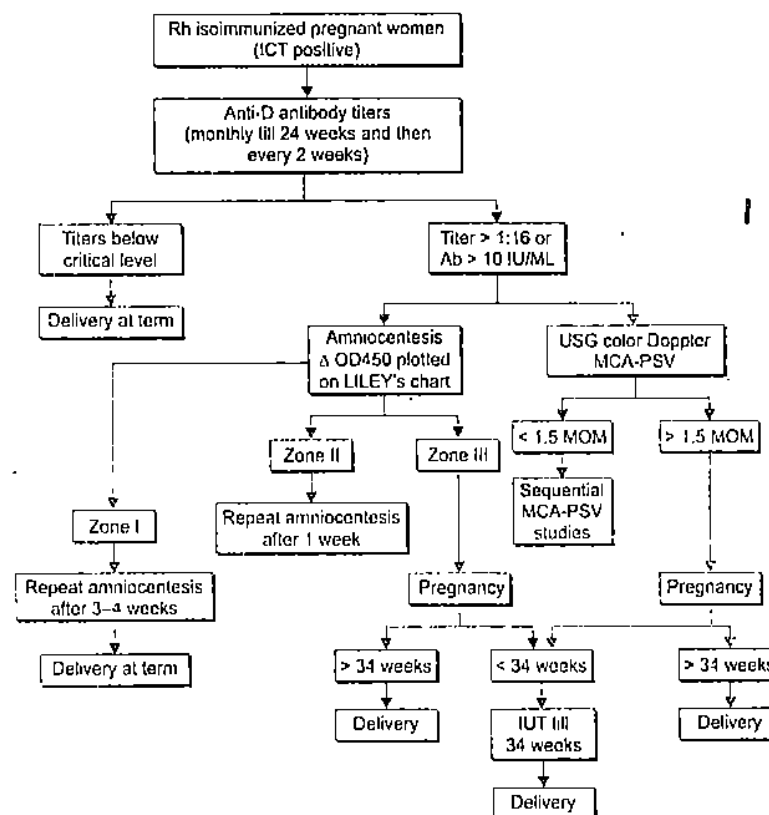 Rh isoimmunized pregnant women
(ICT positive)
Anti-D antibody titers
(monthly till 24 weeks and then
every 2 weeks)
Titers below
critical level
Titer > 1:16 or
Ab > 10 IU/ML
Delivery at term
Amniocentesis
Δ OD450 plotted
on LILEY's chart
USG color Doppler
MCA-PSV
Zone II
Zone III
< 1.5 MOM
> 1.5 MOM
Zone I
Repeat amniocentesis
after 1 week
Sequential
MCA-PSV
studies
Repeat amniocentesis
after 3–4 weeks
Pregnancy
Pregnancy
Delivery at term
> 34 weeks
< 34 weeks
> 34 weeks
Delivery
IUT till
34 weeks
Delivery
Delivery